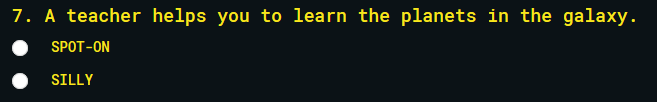 7. A teacher helps you to learn the planets in the galaxy.
SPOT-ON
SILLY